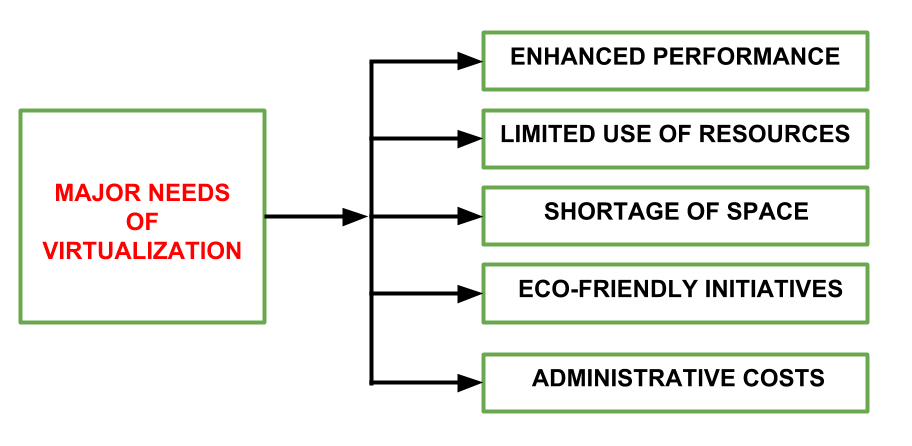 MAJOR NEEDS
OF
VIRTUALIZATION
ENHANCED PERFORMANCE
LIMITED USE OF RESOURCES
SHORTAGE OF SPACE
ECO-FRIENDLY INITIATIVES
ADMINISTRATIVE COSTS